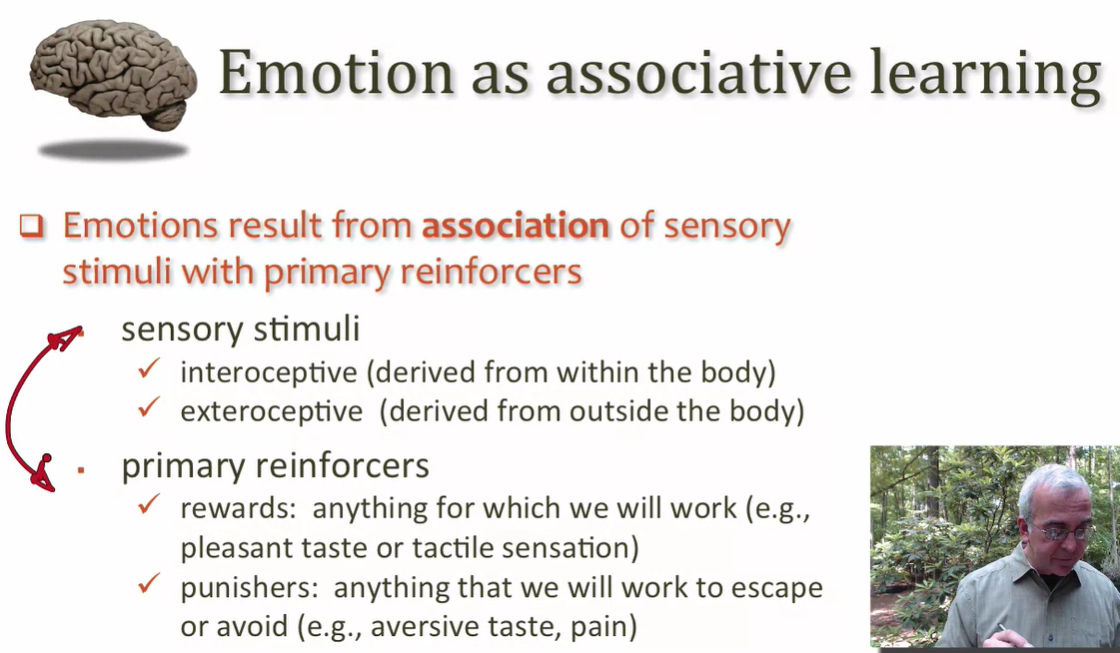 Emotion as associative learning
Emotions result from association of sensory
stimuli with primary reinforcers
sensory stimuli
interoceptive (derived from within the body)
exteroceptive (derived from outside the body)
primary reinforcers
rewards: anything for which we will work (e.g.,
pleasant taste or tactile sensation)
punishers: anything that we will work to escape
or avoid (e.g., aversive taste, pain)